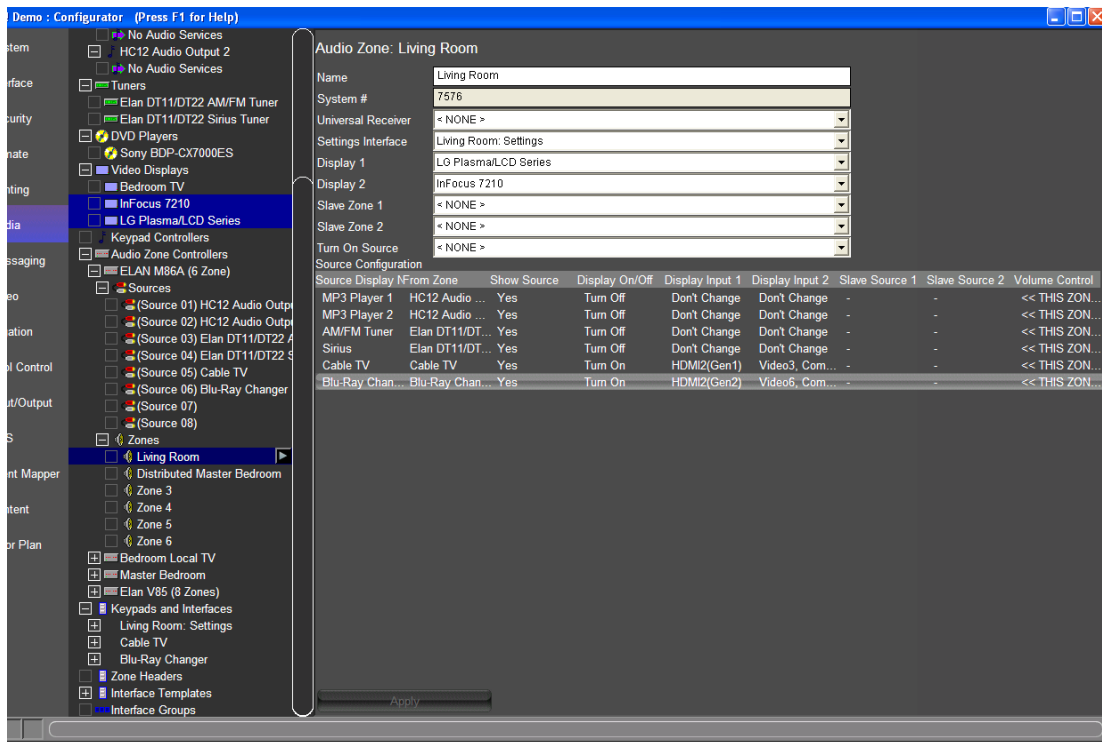 ! Demo : Configurator (Press F1 for Help)
stem
rface
curity
nate
nting
dia
ssaging
eo
ation
ol Control
ut/Output
S
nt Mapper
ntent
or Plan
No Audio Services
HC12 Audio Output 2
No Audio Services
Tuners
Elan DT11/DT22 AM/FM Tuner
Elan DT11/DT22 Sirius Tuner
DVD Players
Sony BDP-CX7000ES
Video Displays
Bedroom TV
InFocus 7210
LG Plasma/LCD Series
Keypad Controllers
Audio Zone Controllers
ELAN M86A (6 Zone)
Sources
(Source 01) HC12 Audio Outpu
(Source 02) HC12 Audio Outpu
(Source 03) Elan DT11/DT22 A
(Source 04) Elan DT11/DT22 S
(Source 05) Cable TV
(Source 06) Blu-Ray Changer
(Source 07)
(Source 08)
Zones
Living Room
Distributed Master Bedroom
Zone 3
Zone 4
Zone 5
Zone 6
Bedroom Local TV
Master Bedroom
Elan V85 (8 Zones)
Keypads and Interfaces
Living Room: Settings
Cable TV
Blu-Ray Changer
Zone Headers
Interface Templates
Interface Groups
Audio Zone: Living Room
Name Living Room
System # 7576
Universal Receiver < NONE >
Settings Interface Living Room: Settings
Display 1 LG Plasma/LCD Series
Display 2 InFocus 7210
Slave Zone 1 < NONE >
Slave Zone 2 < NONE >
Turn On Source < NONE >
Source Configuration
Source Display N From Zone Show Source Display On/Off Display Input 1 Display Input 2 Slave Source 1 Slave Source 2 Volume Control
MP3 Player 1 HC12 Audio ... Yes Turn Off Don't Change Don't Change - - << THIS ZON...
MP3 Player 2 HC12 Audio ... Yes Turn Off Don't Change Don't Change - - << THIS ZON...
AM/FM Tuner Elan DT11/DT... Yes Turn Off Don't Change Don't Change - - << THIS ZON...
Sirius Elan DT11/DT... Yes Turn Off Don't Change Don't Change - - << THIS ZON...
Cable TV Cable TV Yes Turn On HDMI2(Gen1) Video3, Com... - - << THIS ZON...
Blu-Ray Chan... Blu-Ray Chan... Yes Turn On HDMI2(Gen2) Video6, Com... - - << THIS ZON...
Apply